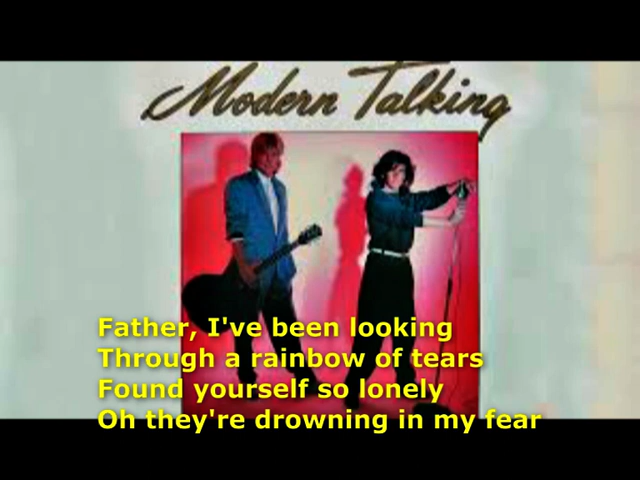 Modern Talking
Father, I've been looking
Through a rainbow of tears
Found yourself so lonely
Oh they're drowning in my fear